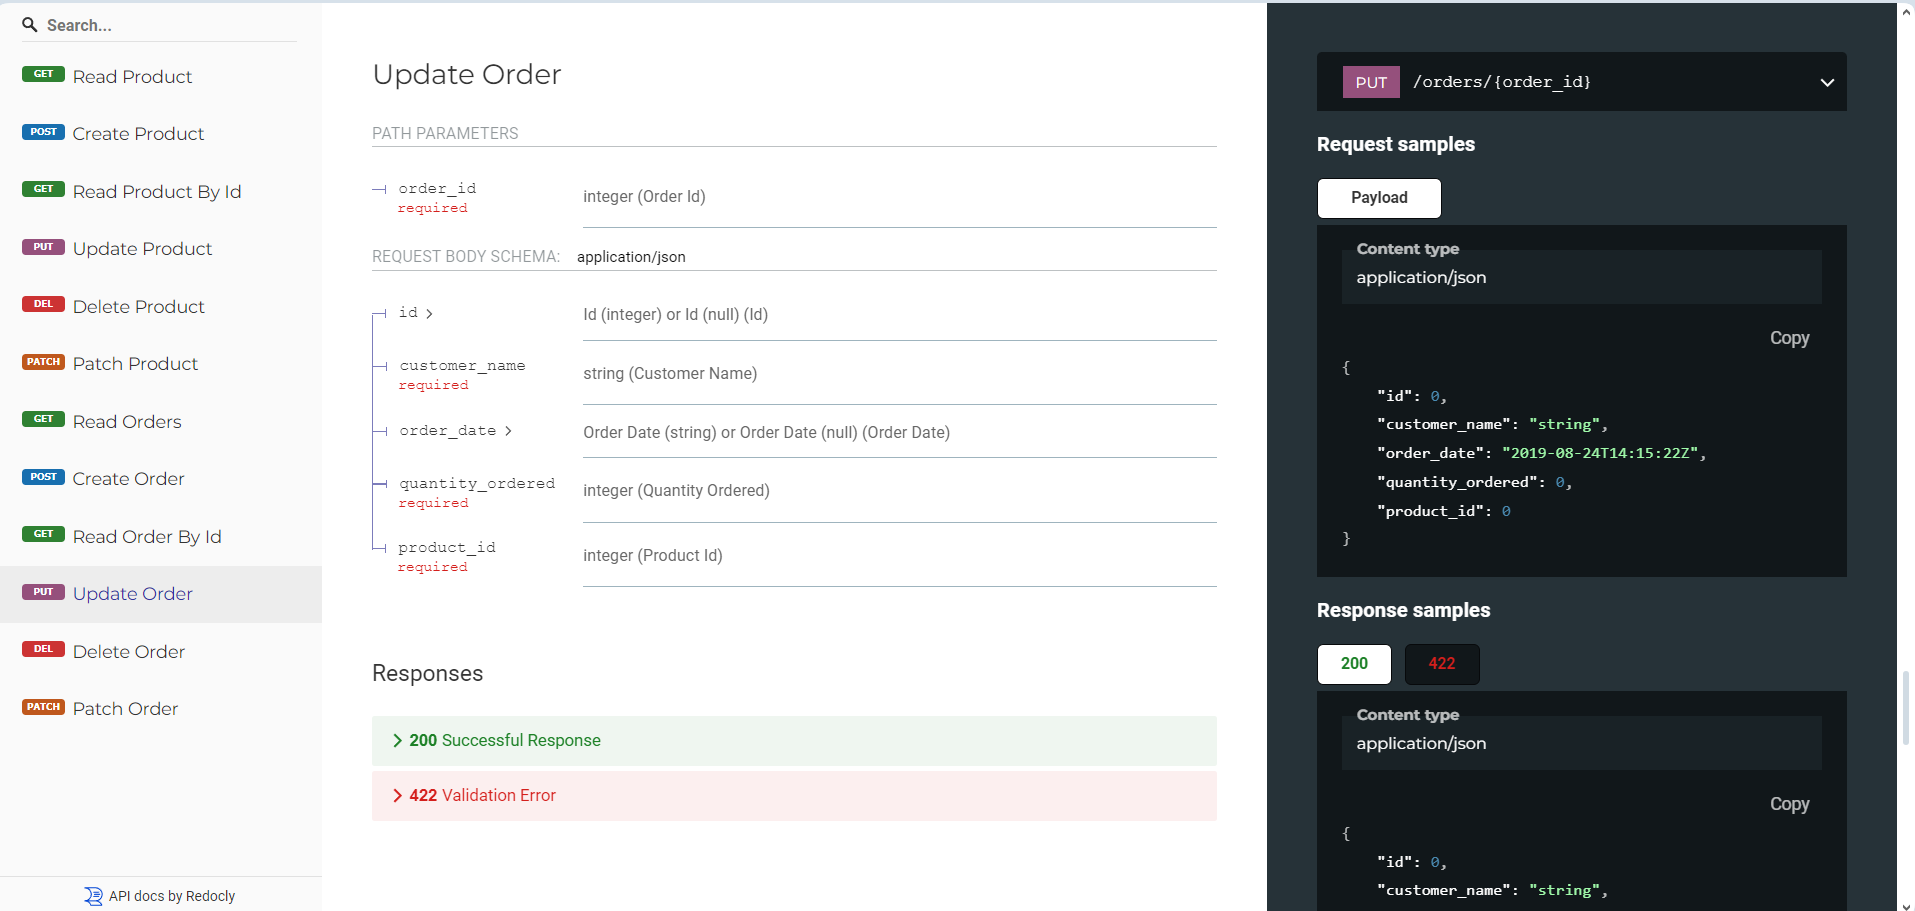 Search...
GET Read Product
POST Create Product
GET Read Product By Id
PUT Update Product
DEL Delete Product
PATCH Patch Product
GET Read Orders
POST Create Order
GET Read Order By Id
PUT Update Order
DEL Delete Order
PATCH Patch Order
API docs by Redocly
Update Order
PATH PARAMETERS
order_id
required
integer (Order Id)
REQUEST BODY SCHEMA: application/json
id
Id (integer) or Id (null) (Id)
customer_name
required
string (Customer Name)
order_date
Order Date (string) or Order Date (null) (Order Date)
quantity_ordered
required
integer (Quantity Ordered)
product_id
required
integer (Product Id)
Responses
200 Successful Response
422 Validation Error
PUT /orders/{order_id}
Request samples
Payload
Content type
application/json
Copy
{
"id": 0,
"customer_name": "string",
"order_date": "2019-08-24T14:15:22Z",
"quantity_ordered": 0,
"product_id": 0
}
Response samples
200 422
Content type
application/json
Copy
{
"id": 0,
"customer_name": "string",